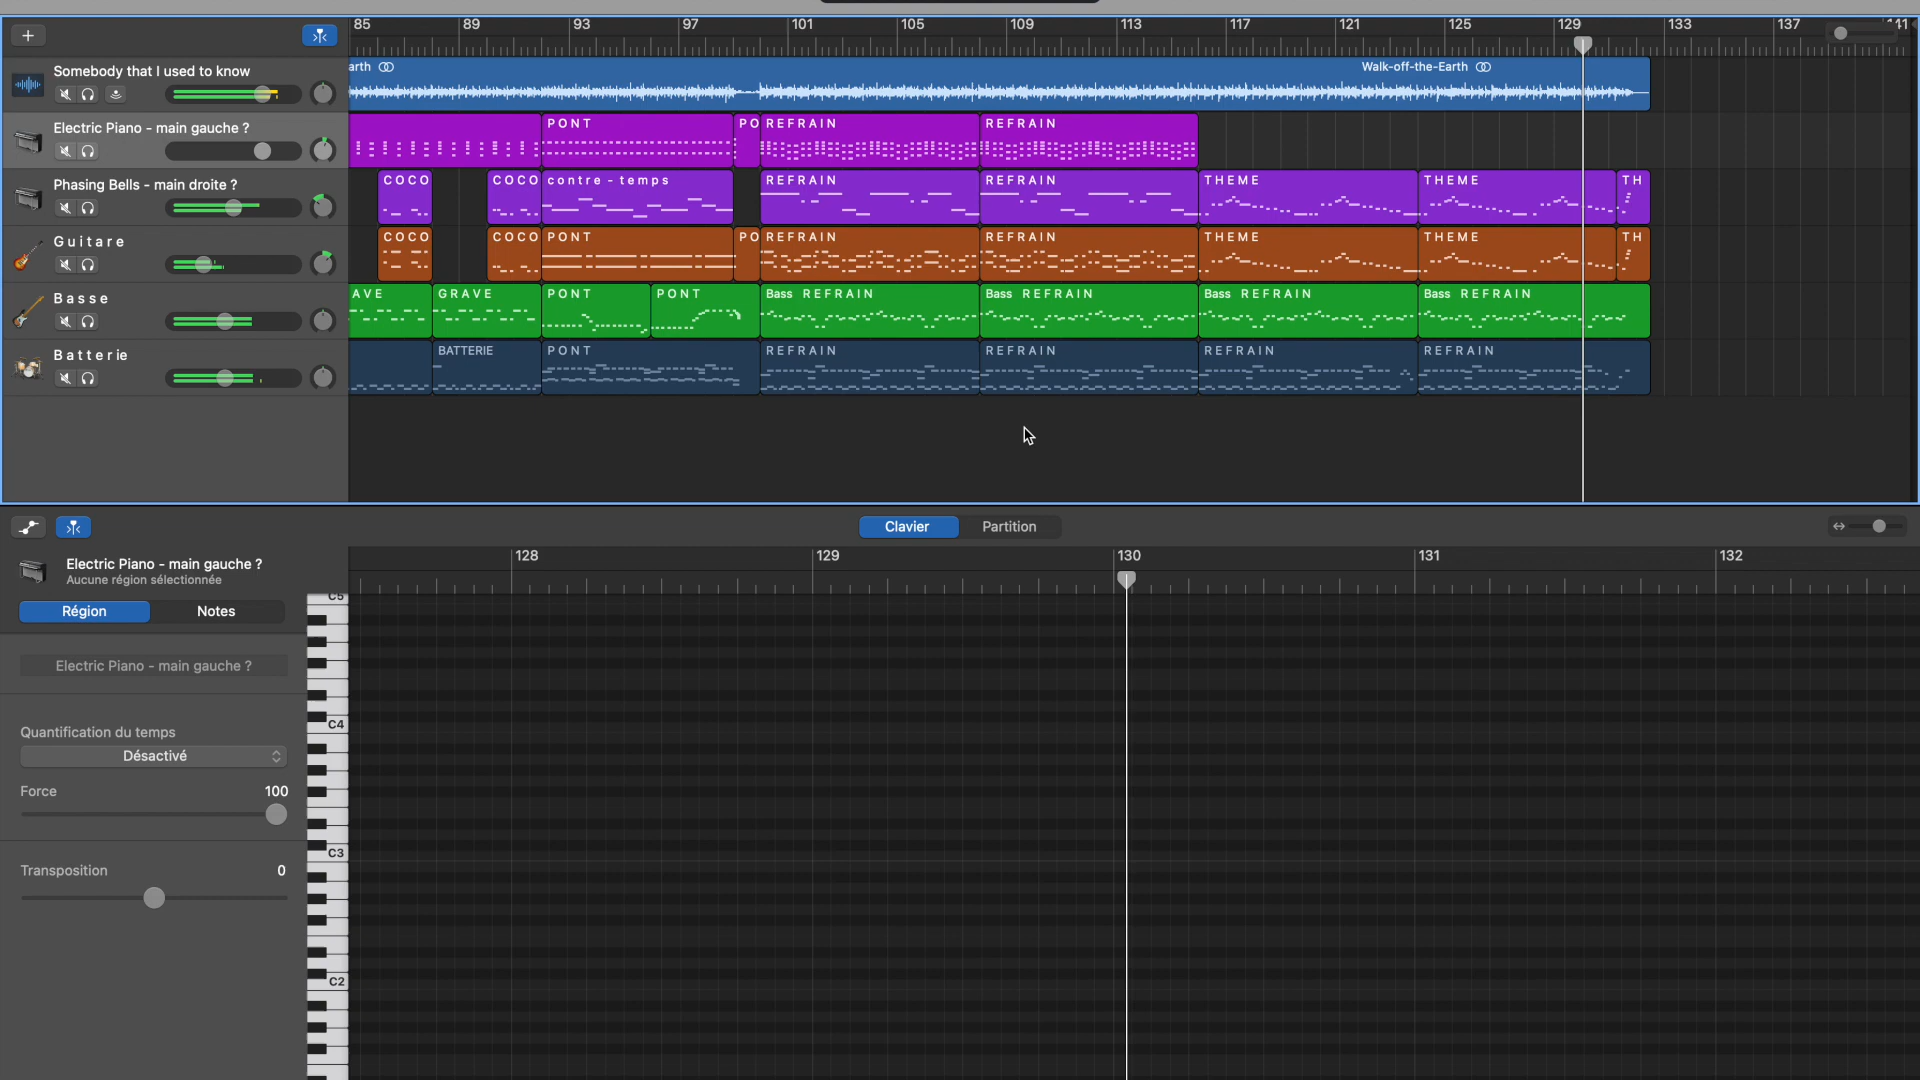 85 89 93 97 101 105 109 113 117 121 125 129 133 137 141
Somebody that I used to know
arth
Walk-off-the-Earth
Electric Piano - main gauche ?
PONT PO REFRAIN REFRAIN
Phasing Bells - main droite ?
COCO COCO contre - temps REFRAIN REFRAIN THEME THEME TH
Guitare
COCO COCO PONT PO REFRAIN REFRAIN THEME THEME TH
Basse
AVE GRAVE PONT PONT Bass REFRAIN Bass REFRAIN Bass REFRAIN Bass REFRAIN
Batterie
BATTERIE PONT REFRAIN REFRAIN REFRAIN REFRAIN
Clavier Partition
Electric Piano - main gauche ?
Aucune région sélectionnée
128 129 130 131 132
Région Notes
C5
Electric Piano - main gauche ?
C4
Quantification du temps
Désactivé
Force 100
C3
Transposition 0
C2